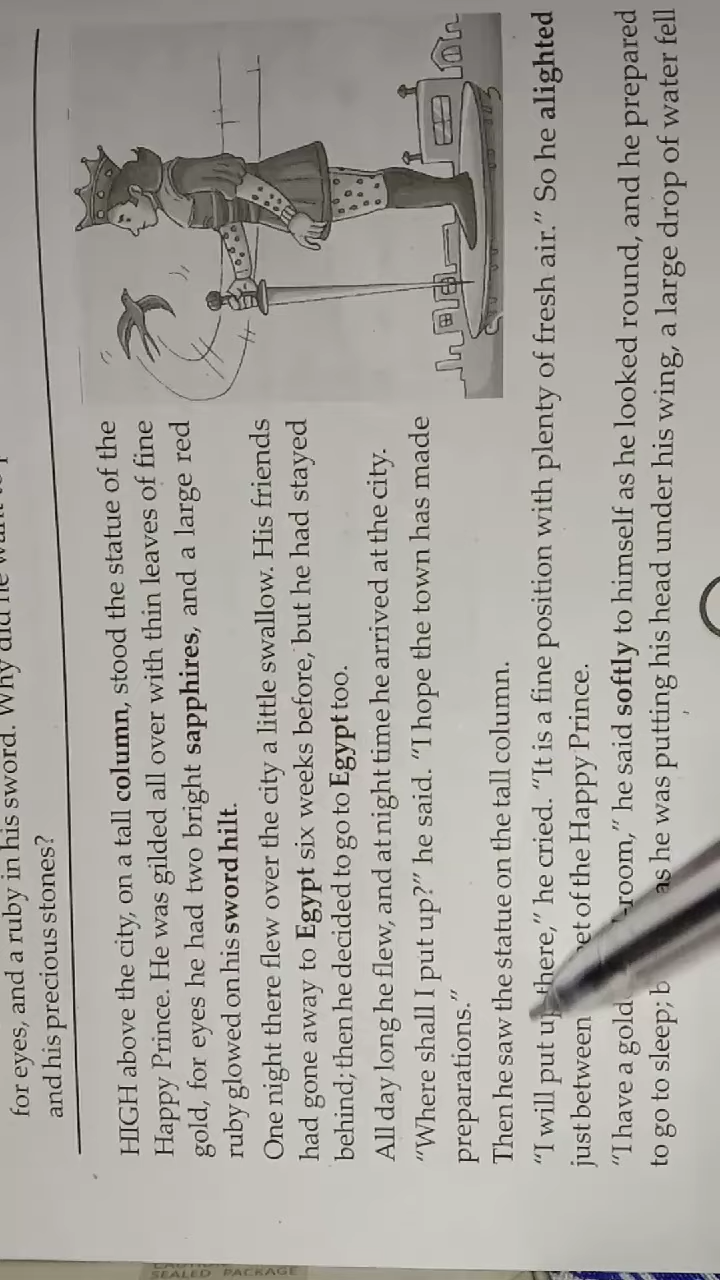 for eyes, and a ruby in his sword. Why did he want to
and his precious stones?
HIGH above the city, on a tall column, stood the statue of the
Happy Prince. He was gilded all over with thin leaves of fine
gold, for eyes he had two bright sapphires, and a large red
ruby glowed on his sword hilt.
One night there flew over the city a little swallow. His friends
had gone away to Egypt six weeks before, but he had stayed
behind; then he decided to go to Egypt too.
All day long he flew, and at night time he arrived at the city.
"Where shall I put up?" he said. "I hope the town has made
preparations."
Then he saw the statue on the tall column.
"I will put up there," he cried. "It is a fine position with plenty of fresh air." So he alighted
just between of the Happy Prince.
"I have a gold -room," he said softly to himself as he looked round, and he prepared
to go to sleep; as he was putting his head under his wing, a large drop of water fell
SEALED PACKAGE